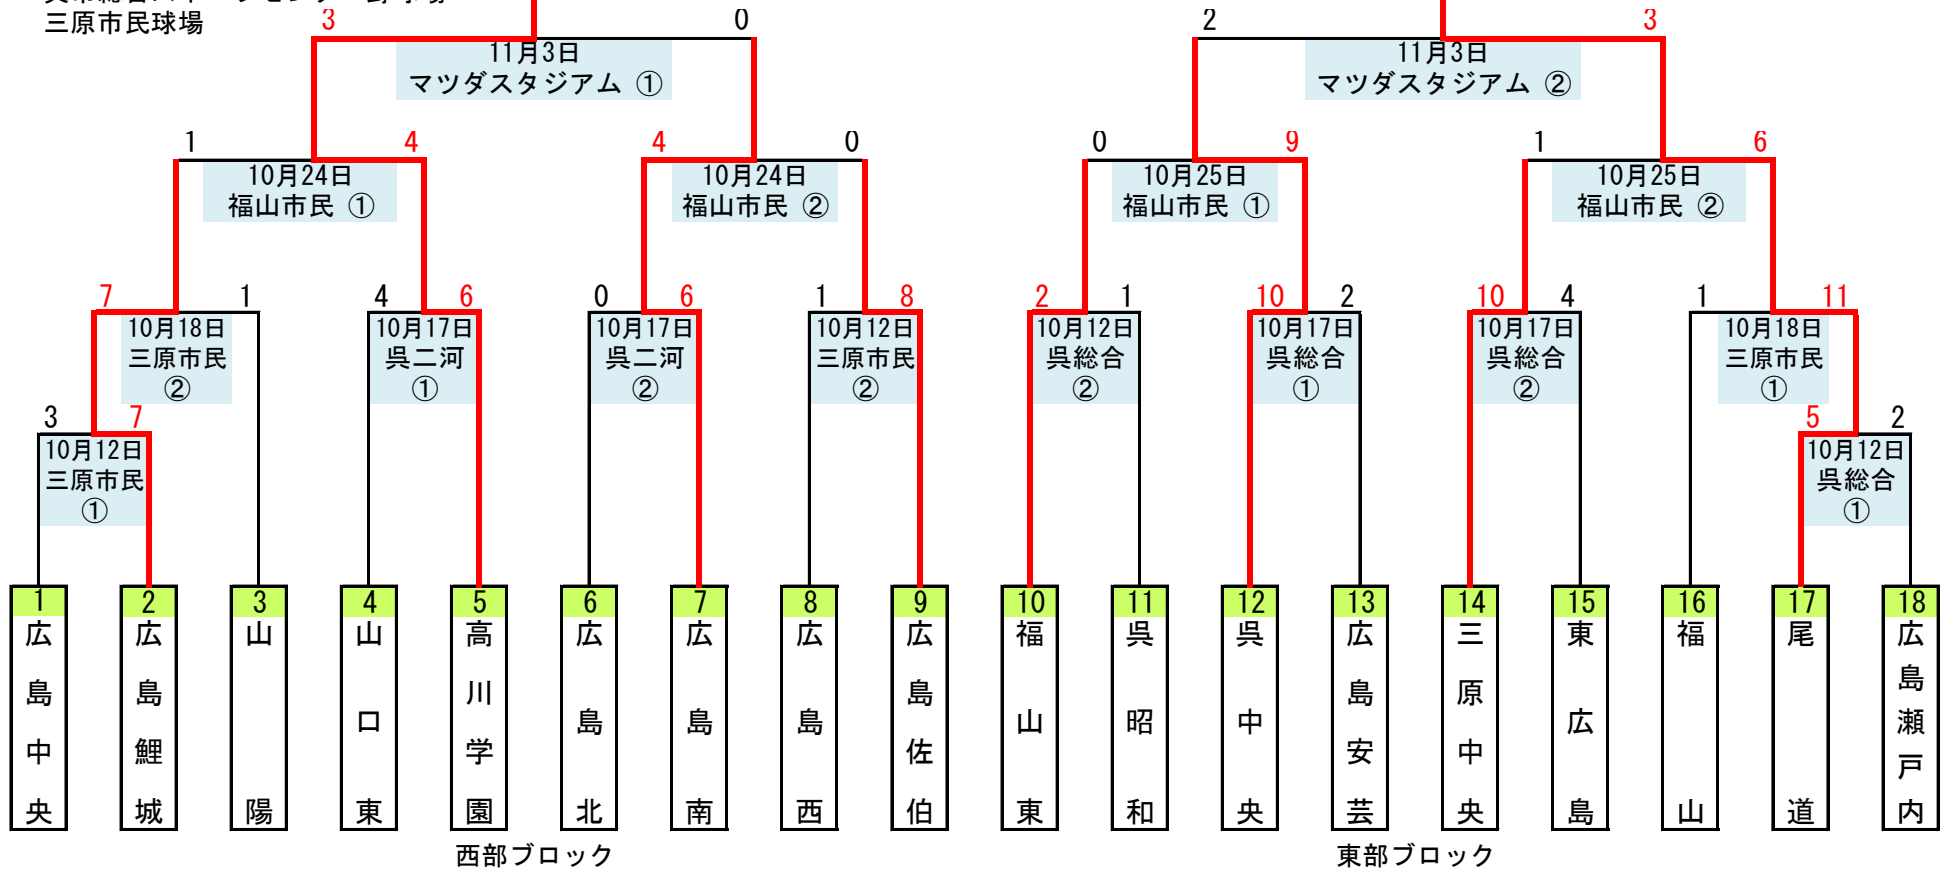 三原市民球場
3 0 2 3
11月3日
マツダスタジアム ①
11月3日
マツダスタジアム ②
1 4 4 0 0 9 1 6
10月24日
福山市民 ①
10月24日
福山市民 ②
10月25日
福山市民 ①
10月25日
福山市民 ②
7 1 4 6 0 6 1 8 2 1 10 2 10 4 1 11
10月18日
三原市民
②
10月17日
呉二河
①
10月17日
呉二河
②
10月12日
三原市民
②
10月12日
呉総合
②
10月17日
呉総合
①
10月17日
呉総合
②
10月18日
三原市民
①
3 7 5 2
10月12日
三原市民
①
10月12日
呉総合
①
1 広島中央
2 広島鯉城
3 山陽
4 山口東
5 高川学園
6 広島北
7 広島南
8 広島西
9 広島佐伯
10 福山東
11 呉昭和
12 呉中央
13 広島安芸
14 三原中央
15 東広島
16 福山
17 尾道
18 広島瀬戸内
西部ブロック
東部ブロック